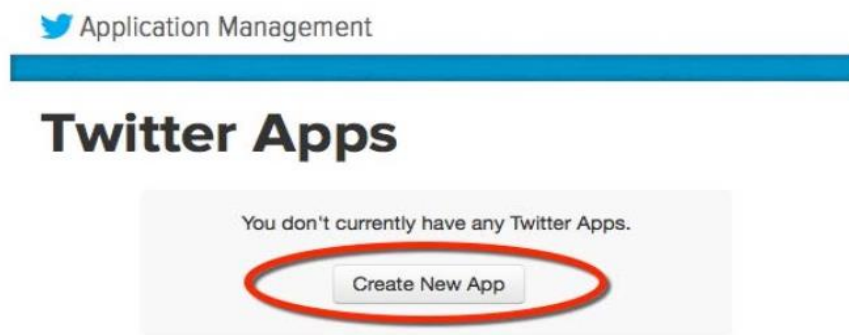 Application Management
Twitter Apps
You don't currently have any Twitter Apps.
Create New App